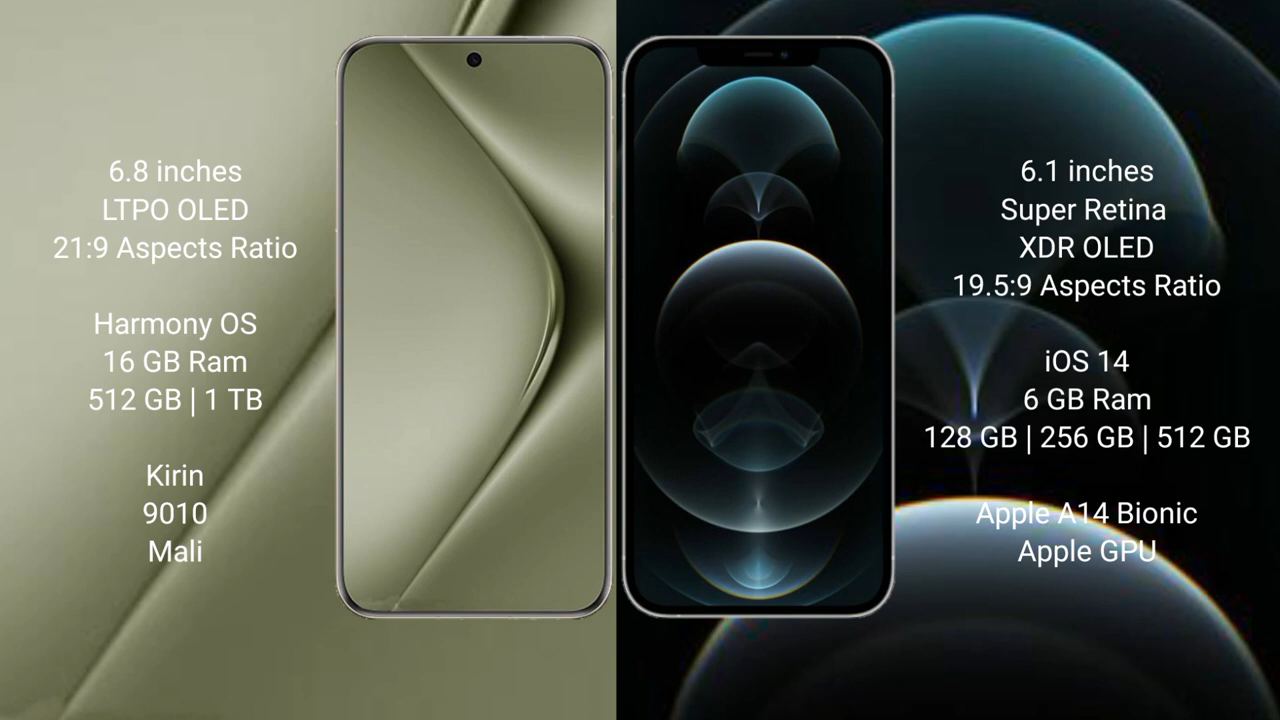 6.8 inches
LTPO OLED
21:9 Aspects Ratio
Harmony OS
16 GB Ram
512 GB | 1 TB
Kirin
9010
Mali
6.1 inches
Super Retina
XDR OLED
19.5:9 Aspects Ratio
iOS 14
6 GB Ram
128 GB | 256 GB | 512 GB
Apple A14 Bionic
Apple GPU